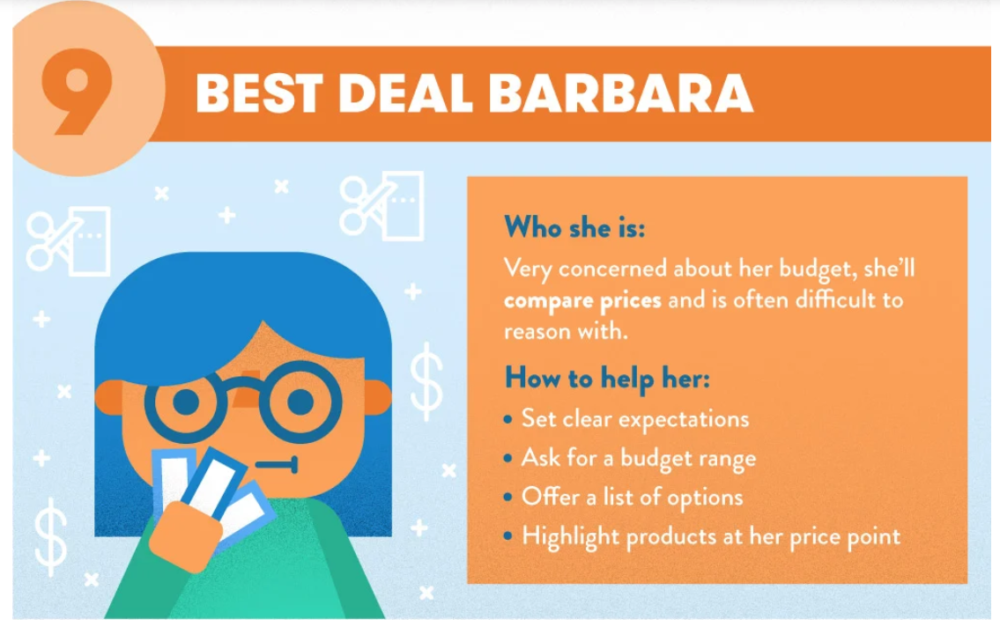 9
BEST DEAL BARBARA
Who she is:
Very concerned about her budget, she'll
compare prices and is often difficult to
reason with.
How to help her:
• Set clear expectations
• Ask for a budget range
• Offer a list of options
• Highlight products at her price point